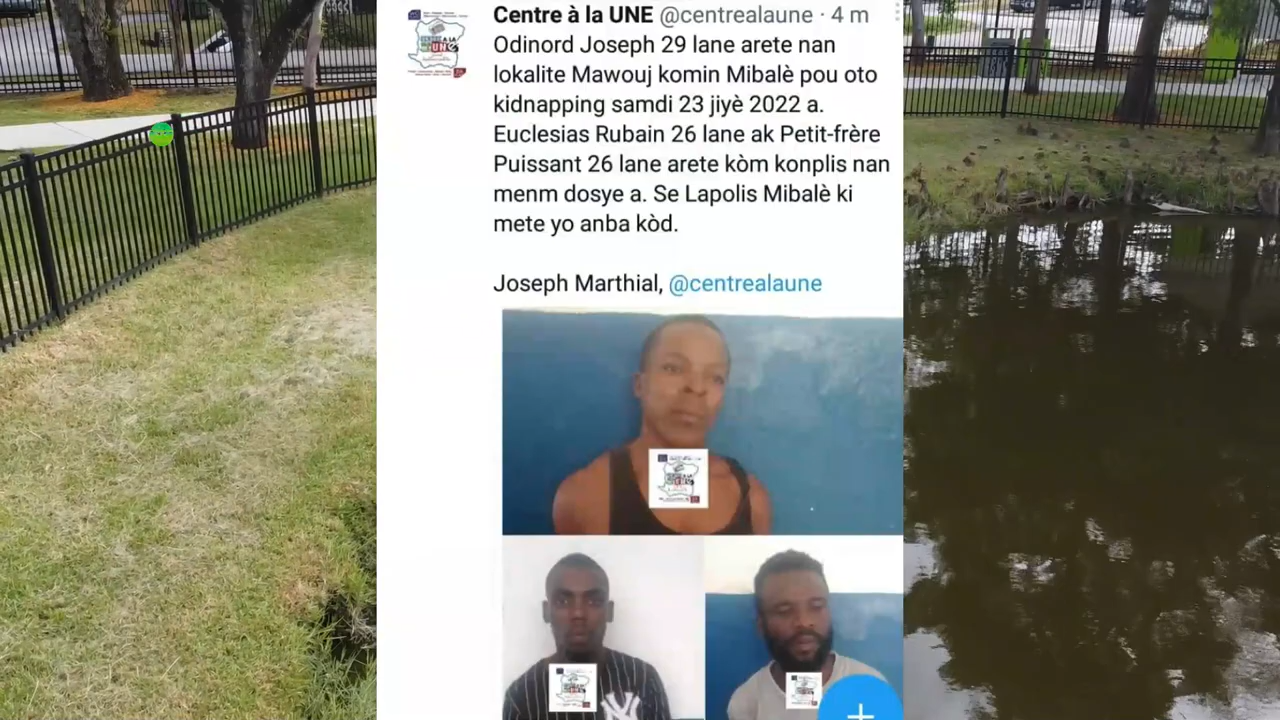 Centre à la UNE @centrealaune · 4 m
Odinord Joseph 29 lane arete nan
lokalite Mawouj komin Mibalè pou oto
kidnapping samdi 23 jiyè 2022 a.
Euclesias Rubain 26 lane ak Petit-frère
Puissant 26 lane arete kòm konplis nan
menm dosye a. Se Lapolis Mibalè ki
mete yo anba kòd.
Joseph Marthial, @centrealaune
NY